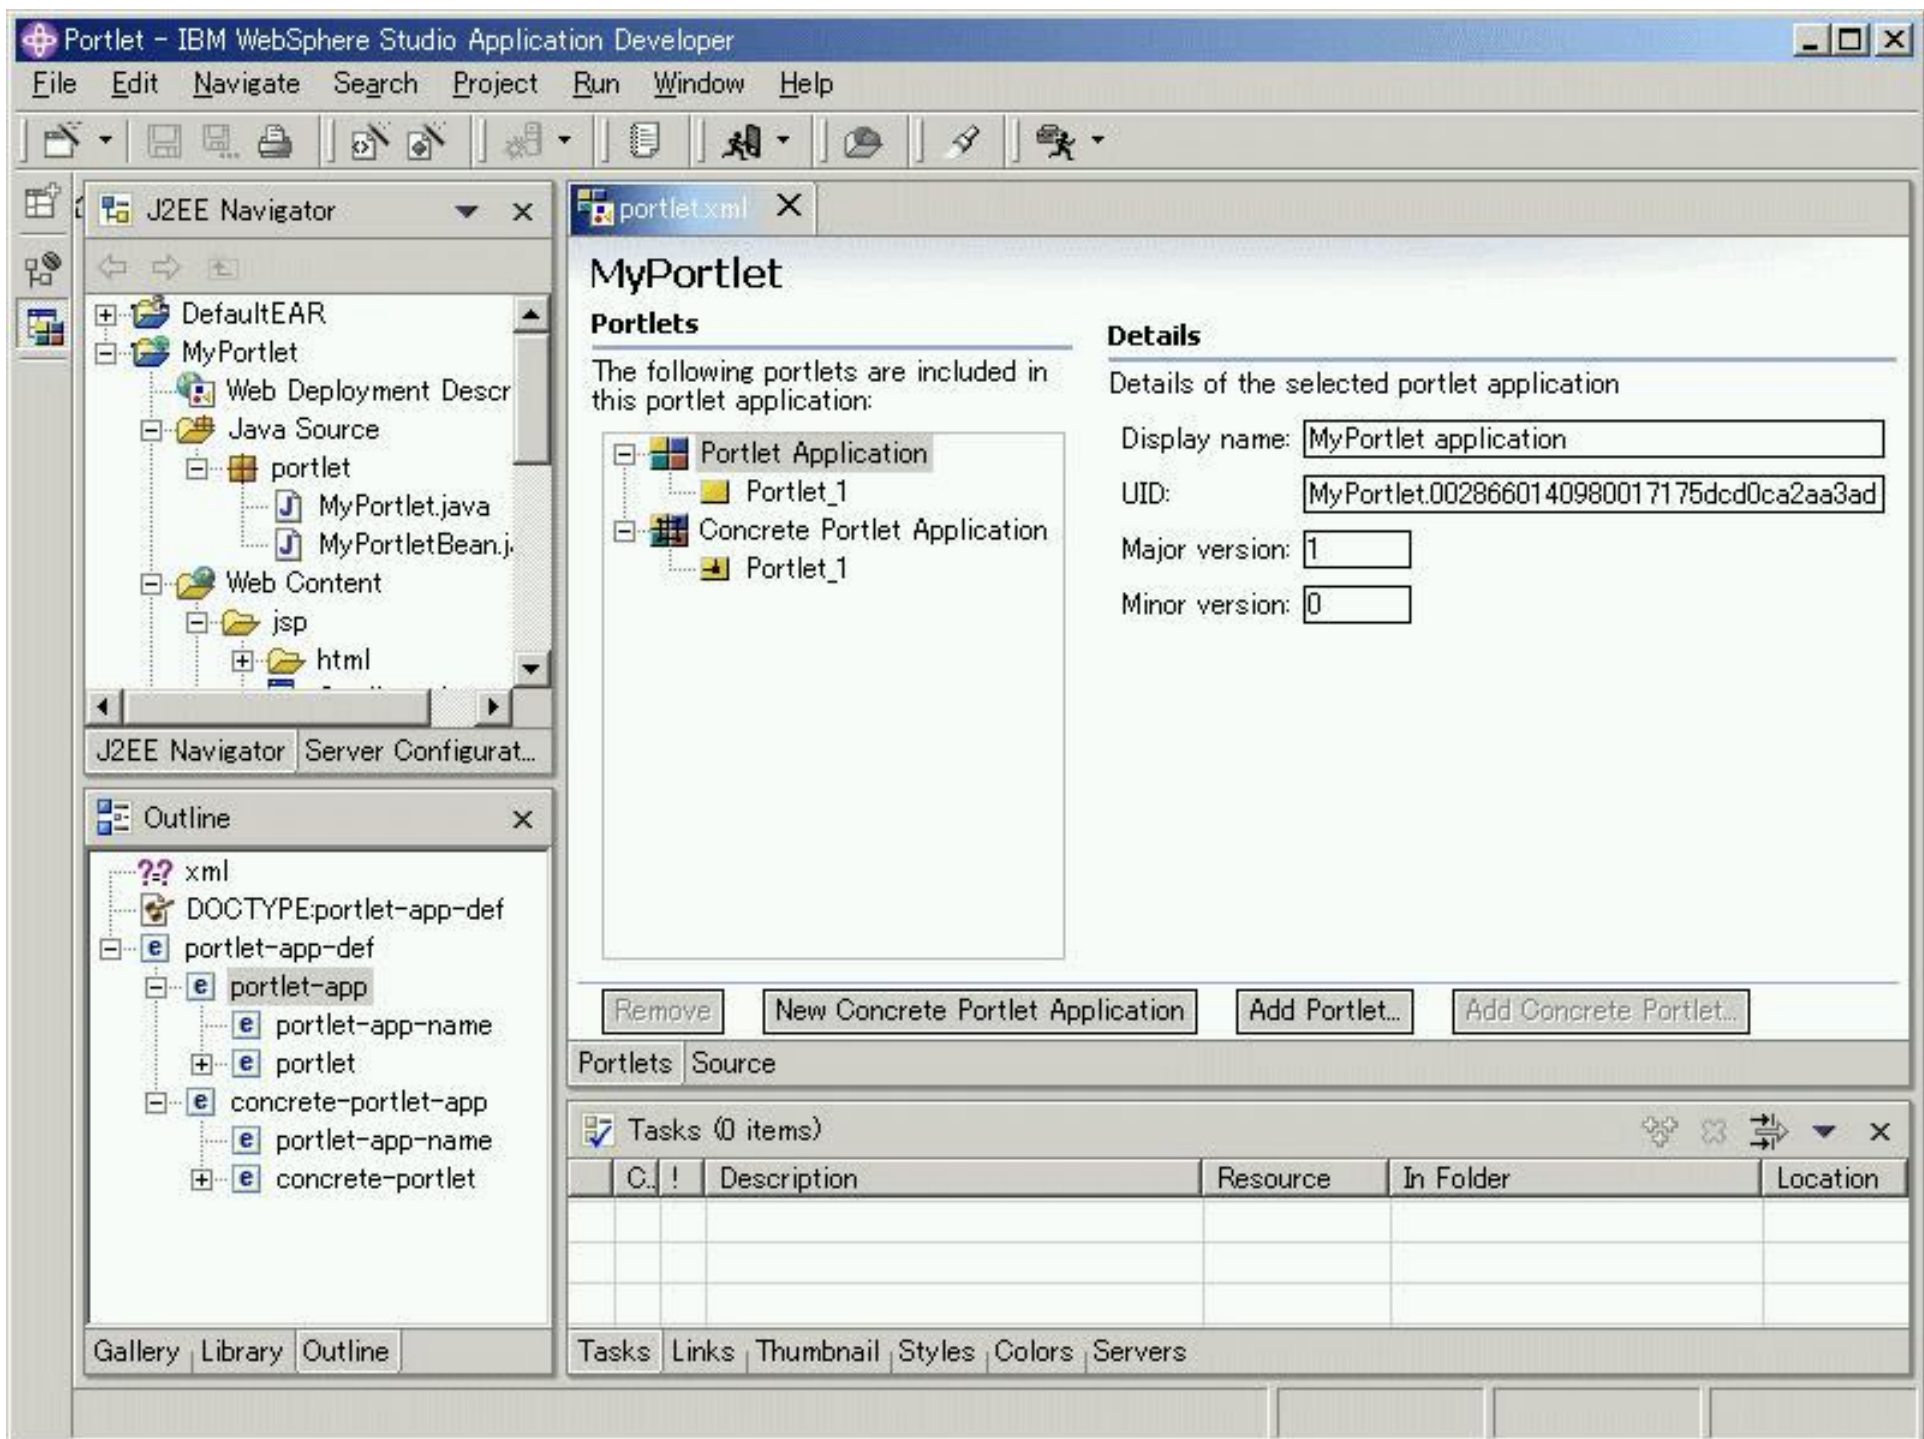 Portlet - IBM WebSphere Studio Application Developer
File Edit Navigate Search Project Run Window Help
J2EE Navigator
DefaultEAR
MyPortlet
Web Deployment Descr
Java Source
portlet
MyPortlet.java
MyPortletBean.j
Web Content
jsp
html
J2EE Navigator Server Configurat...
Outline
?=? xml
DOCTYPE:portlet-app-def
portlet-app-def
portlet-app
portlet-app-name
portlet
concrete-portlet-app
portlet-app-name
concrete-portlet
Gallery Library Outline
portlet.xml
MyPortlet
Portlets
The following portlets are included in
this portlet application:
Portlet Application
Portlet_1
Concrete Portlet Application
Portlet_1
Details
Details of the selected portlet application
Display name: MyPortlet application
UID: MyPortlet.0028660140980017175dcd0ca2aa3ad
Major version: 1
Minor version: 0
Remove New Concrete Portlet Application Add Portlet... Add Concrete Portlet...
Portlets Source
Tasks (0 items)
C.. ! Description Resource In Folder Location
Tasks Links Thumbnail Styles Colors Servers